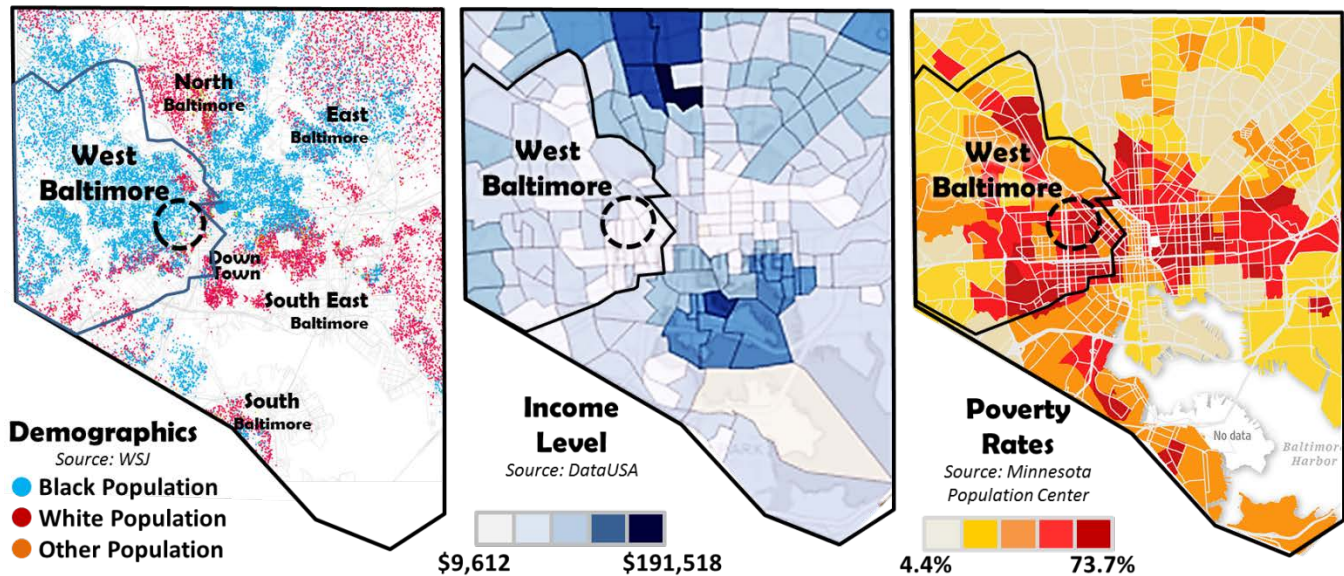 North
Baltimore
East
Baltimore
West
Baltimore
Down
Town
South East
Baltimore
South
Baltimore
Demographics
Source: WSJ
Black Population
White Population
Other Population
West
Baltimore
Income
Level
Source: DataUSA
$9,612
$191,518
West
Baltimore
No data
Baltimore
Harbor
Poverty
Rates
Source: Minnesota
Population Center
4.4%
73.7%